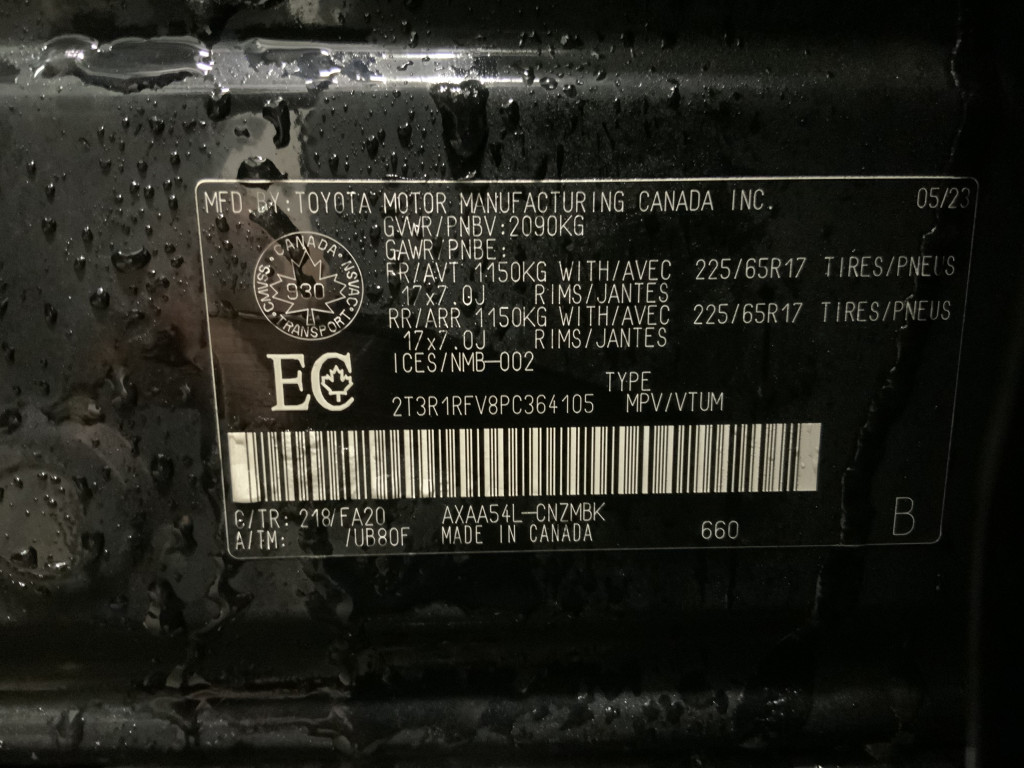 MFD.BY:TOYOTA MOTOR MANUFACTURING CANADA INC. 05/23
GVWR/PNBV:2090KG
GAWR/PNBE:
FR/AVT 1150KG WITH/AVEC 225/65R17 TIRES/PNEUS
17x7.0J RIMS/JANTES
RR/ARR 1150KG WITH/AVEC 225/65R17 TIRES/PNEUS
17x7.0J RIMS/JANTES
ICES/NMB-002
CANADA
930
TRANSPORT
EC
TYPE
2T3R1RFV8PC364105 MPV/VTUM
C/TR: 218/FA20 AXAA54L-CNZMBK
A/TM: /UB80F MADE IN CANADA 660 B